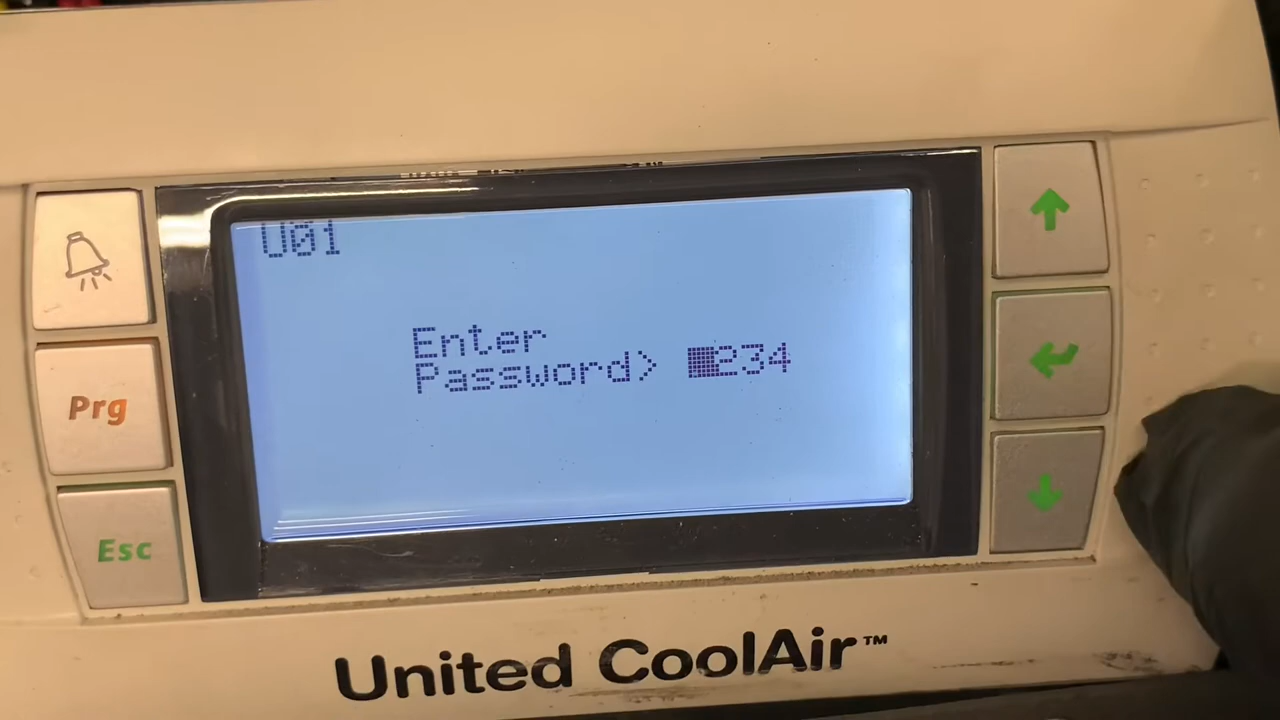 U01
Enter
Password> 234
Prg
Esc
United CoolAir™